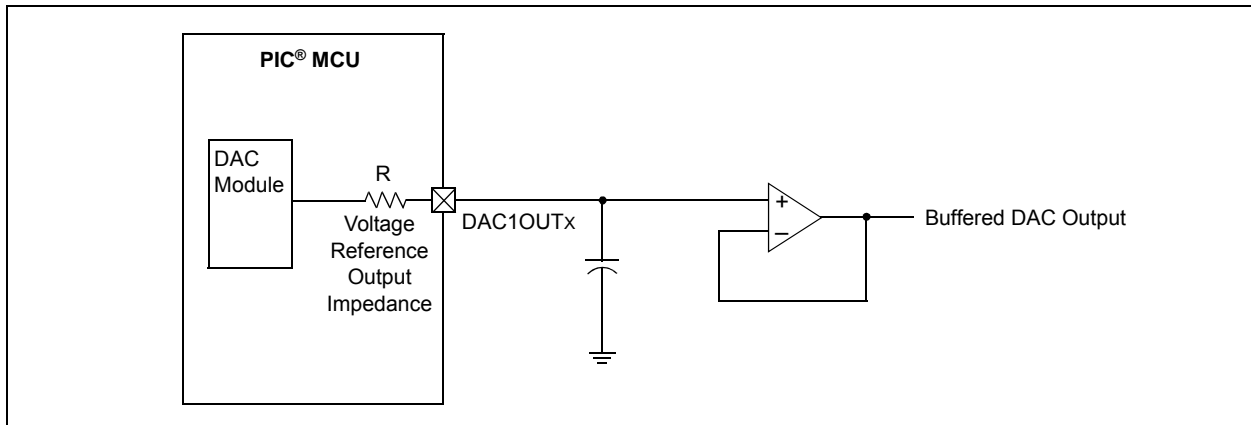 PIC® MCU
DAC
Module
R
Voltage
Reference
Output
Impedance
DAC1OUTX
+
–
Buffered DAC Output